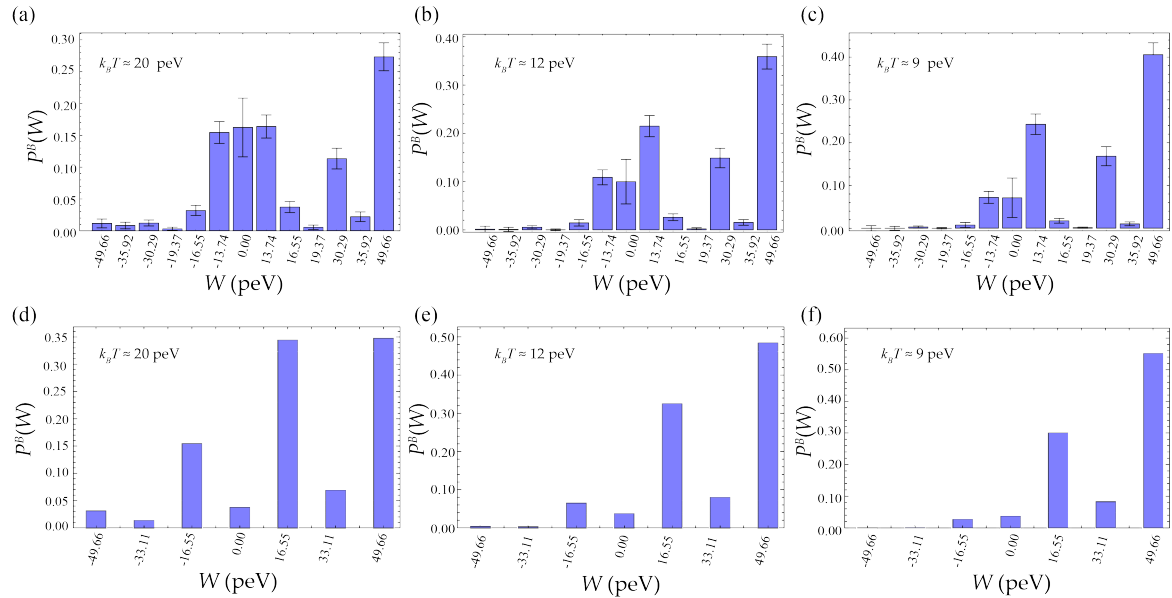 (a)
k_B T ≈ 20 peV
P^B(W)
0.30
0.25
0.20
0.15
0.10
0.05
0.00
-49.66 -35.92 -30.29 -19.37 -16.55 -13.74 0.00 13.74 16.55 19.37 30.29 35.92 49.66
W (peV)
(b)
k_B T ≈ 12 peV
P^B(W)
0.40
0.30
0.20
0.10
0.00
-49.66 -35.92 -30.29 -19.37 -16.55 -13.74 0.00 13.74 16.55 19.37 30.29 35.92 49.66
W (peV)
(c)
k_B T ≈ 9 peV
P^B(W)
0.40
0.30
0.20
0.10
0.00
-49.66 -35.92 -30.29 -19.37 -16.55 -13.74 0.00 13.74 16.55 19.37 30.29 35.92 49.66
W (peV)
(d)
k_B T ≈ 20 peV
P^B(W)
0.35
0.30
0.25
0.20
0.15
0.10
0.05
0.00
-49.66 -33.11 -16.55 0.00 16.55 33.11 49.66
W (peV)
(e)
k_B T ≈ 12 peV
P^B(W)
0.50
0.40
0.30
0.20
0.10
0.00
-49.66 -33.11 -16.55 0.00 16.55 33.11 49.66
W (peV)
(f)
k_B T ≈ 9 peV
P^B(W)
0.60
0.50
0.40
0.30
0.20
0.10
0.00
-49.66 -33.11 -16.55 0.00 16.55 33.11 49.66
W (peV)